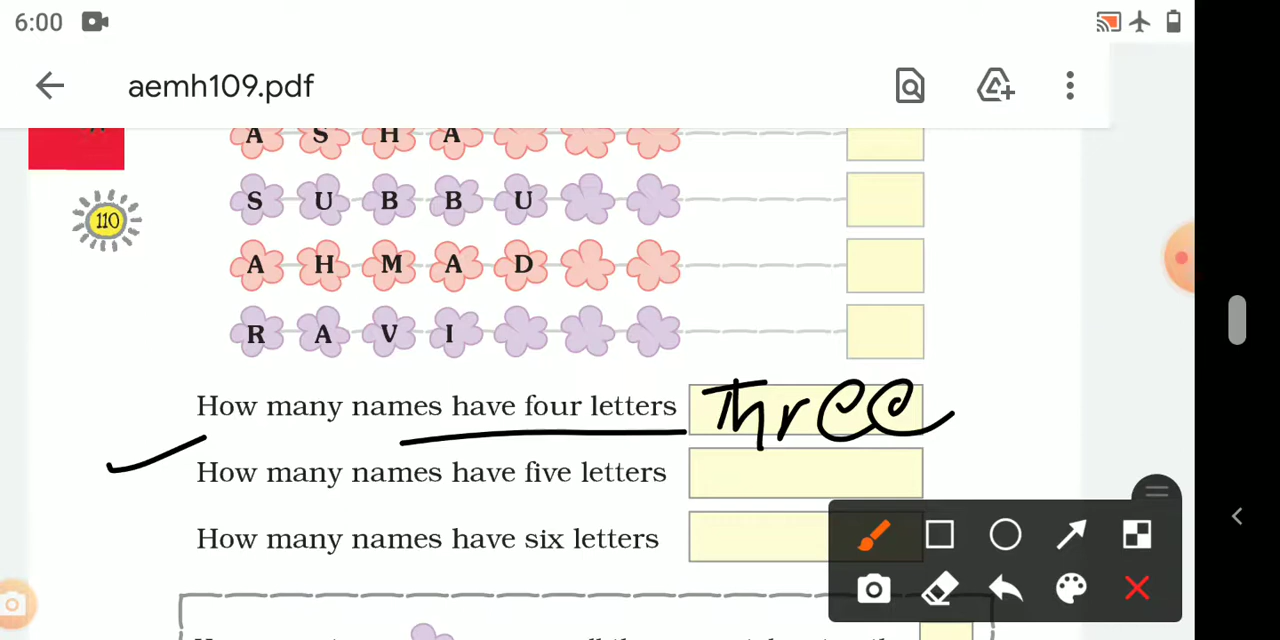 6:00
aemh109.pdf
A S H A
110
S U B B U
A H M A D
R A V I
How many names have four letters Three
How many names have five letters
How many names have six letters